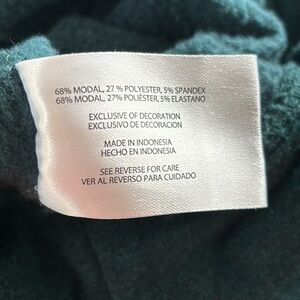 68% MODAL, 27 % POLYESTER, 5% SPANDEX
68% MODAL, 27% POLIÉSTER, 5% ELASTANO
EXCLUSIVE OF DECORATION
EXCLUSIVO DE DECORACION
MADE IN INDONESIA
HECHO EN INDONESIA
SEE REVERSE FOR CARE
VER AL REVERSO PARA CUIDADO